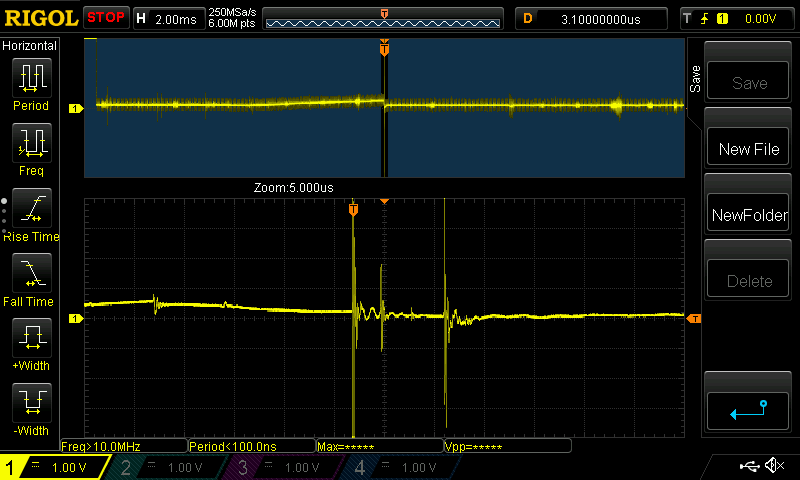 RIGOL STOP H 2.00ms 250MSa/s 6.00M pts T D 3.10000000us T 1 0.00V
Horizontal
Period
Freq
Rise Time
Fall Time
+Width
-Width
T
1
Zoom:5.000us
T
1
T
Save
Save
New File
NewFolder
Delete
Freq>10.0MHz Period<100.0ns Max=***** Vpp=*****
1 1.00 V 2 1.00 V 3 1.00 V 4 1.00 V